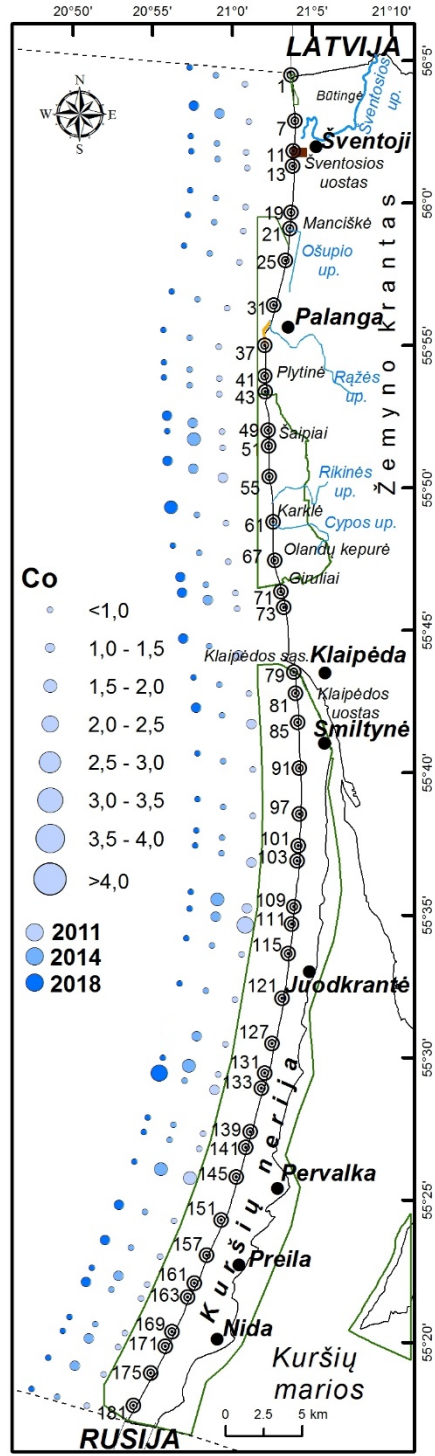 20°50' 20°55' 21°0' 21°5' 21°10'
LATVIJA
56°5'
N
W E
S
1
Būtingė
Šventosios
up.
7
Šventoji
11
Šventosios
uostas
13
56°0'
19
Manciškė
21
Ošupio
up.
25
31
Palanga
55°55'
37
Plytinė
41
43
Rąžės
up.
Žemyno krantas
49
Šaipiai
51
55°50'
55
Rikinės
up.
Karklė
61
Cypos up.
Olandų kepurė
67
Giruliai
71
73
55°45'
Klaipėdos sąs.
Klaipėda
79
Klaipėdos
uostas
81
85
Smiltynė
55°40'
91
97
101
103
Co
<1,0
1,0 - 1,5
1,5 - 2,0
2,0 - 2,5
2,5 - 3,0
3,0 - 3,5
3,5 - 4,0
>4,0
2011
2014
2018
109
55°35'
111
115
Juodkrantė
121
127
55°30'
131
133
139
141
Kuršių nerija
145
Pervalka
55°25'
151
157
Preila
161
163
169
Nida
55°20'
171
Kuršių
marios
175
181
0 2.5 5 km
RUSIJA